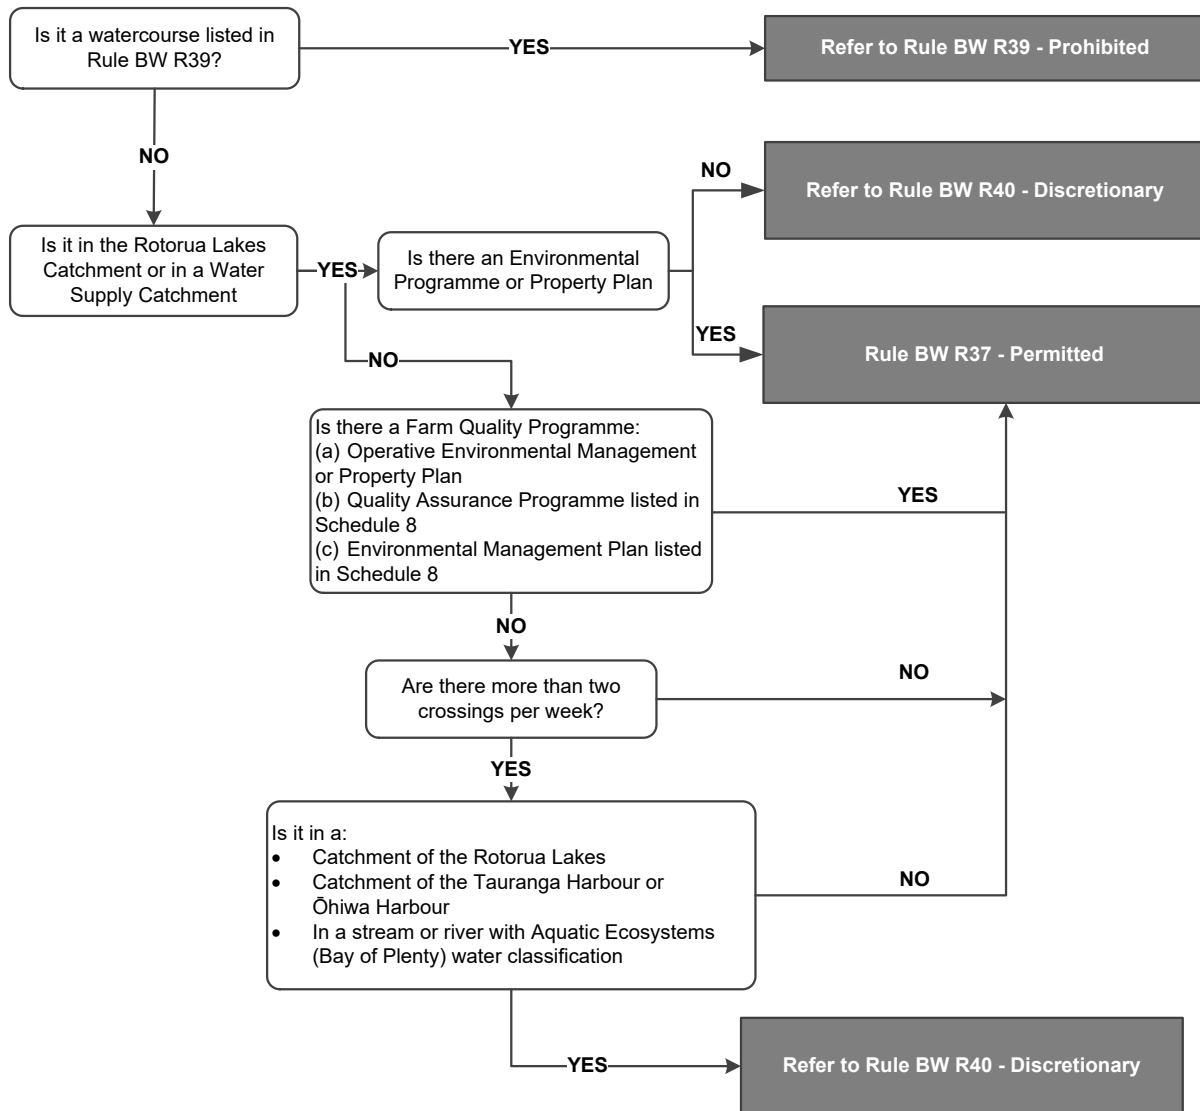 Is it a watercourse listed in
Rule BW R39?
YES
Refer to Rule BW R39 - Prohibited
NO
NO
Refer to Rule BW R40 - Discretionary
Is it in the Rotorua Lakes
Catchment or in a Water
Supply Catchment
YES
Is there an Environmental
Programme or Property Plan
YES
Rule BW R37 - Permitted
NO
Is there a Farm Quality Programme:
(a) Operative Environmental Management
or Property Plan
(b) Quality Assurance Programme listed in
Schedule 8
(c) Environmental Management Plan listed
in Schedule 8
YES
NO
Are there more than two
crossings per week?
NO
YES
Is it in a:
• Catchment of the Rotorua Lakes
• Catchment of the Tauranga Harbour or
Ōhiwa Harbour
• In a stream or river with Aquatic Ecosystems
(Bay of Plenty) water classification
NO
YES
Refer to Rule BW R40 - Discretionary